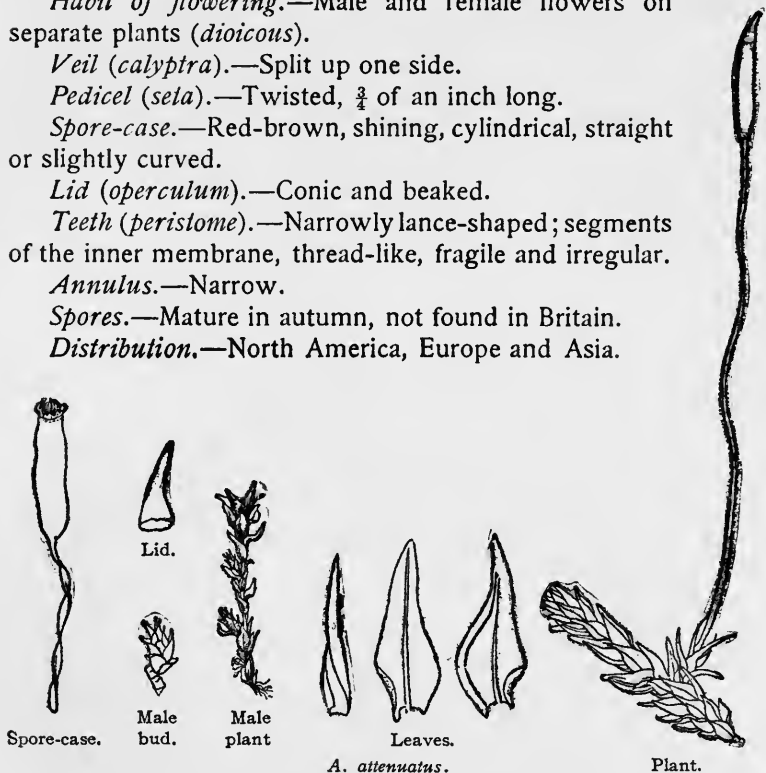 Habit of flowering.—Male and female flowers on
separate plants (dioicous).
Veil (calyptra).—Split up one side.
Pedicel (seta).—Twisted, ¾ of an inch long.
Spore-case.—Red-brown, shining, cylindrical, straight
or slightly curved.
Lid (operculum).—Conic and beaked.
Teeth (peristome).—Narrowly lance-shaped; segments
of the inner membrane, thread-like, fragile and irregular.
Annulus.—Narrow.
Spores.—Mature in autumn, not found in Britain.
Distribution.—North America, Europe and Asia.
Lid.
Spore-case.
Male
bud.
Male
plant
Leaves.
A. attenuatus.
Plant.